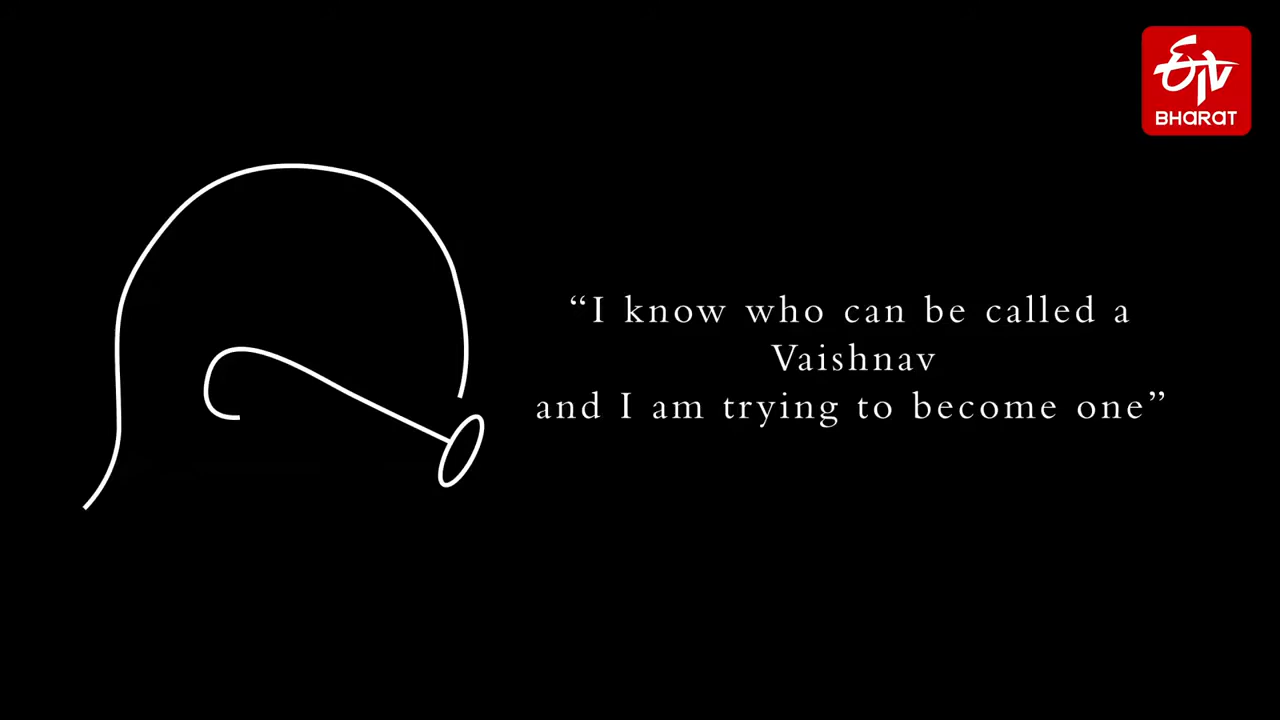 ETV
BHARAT
“I know who can be called a
Vaishnav
and I am trying to become one”